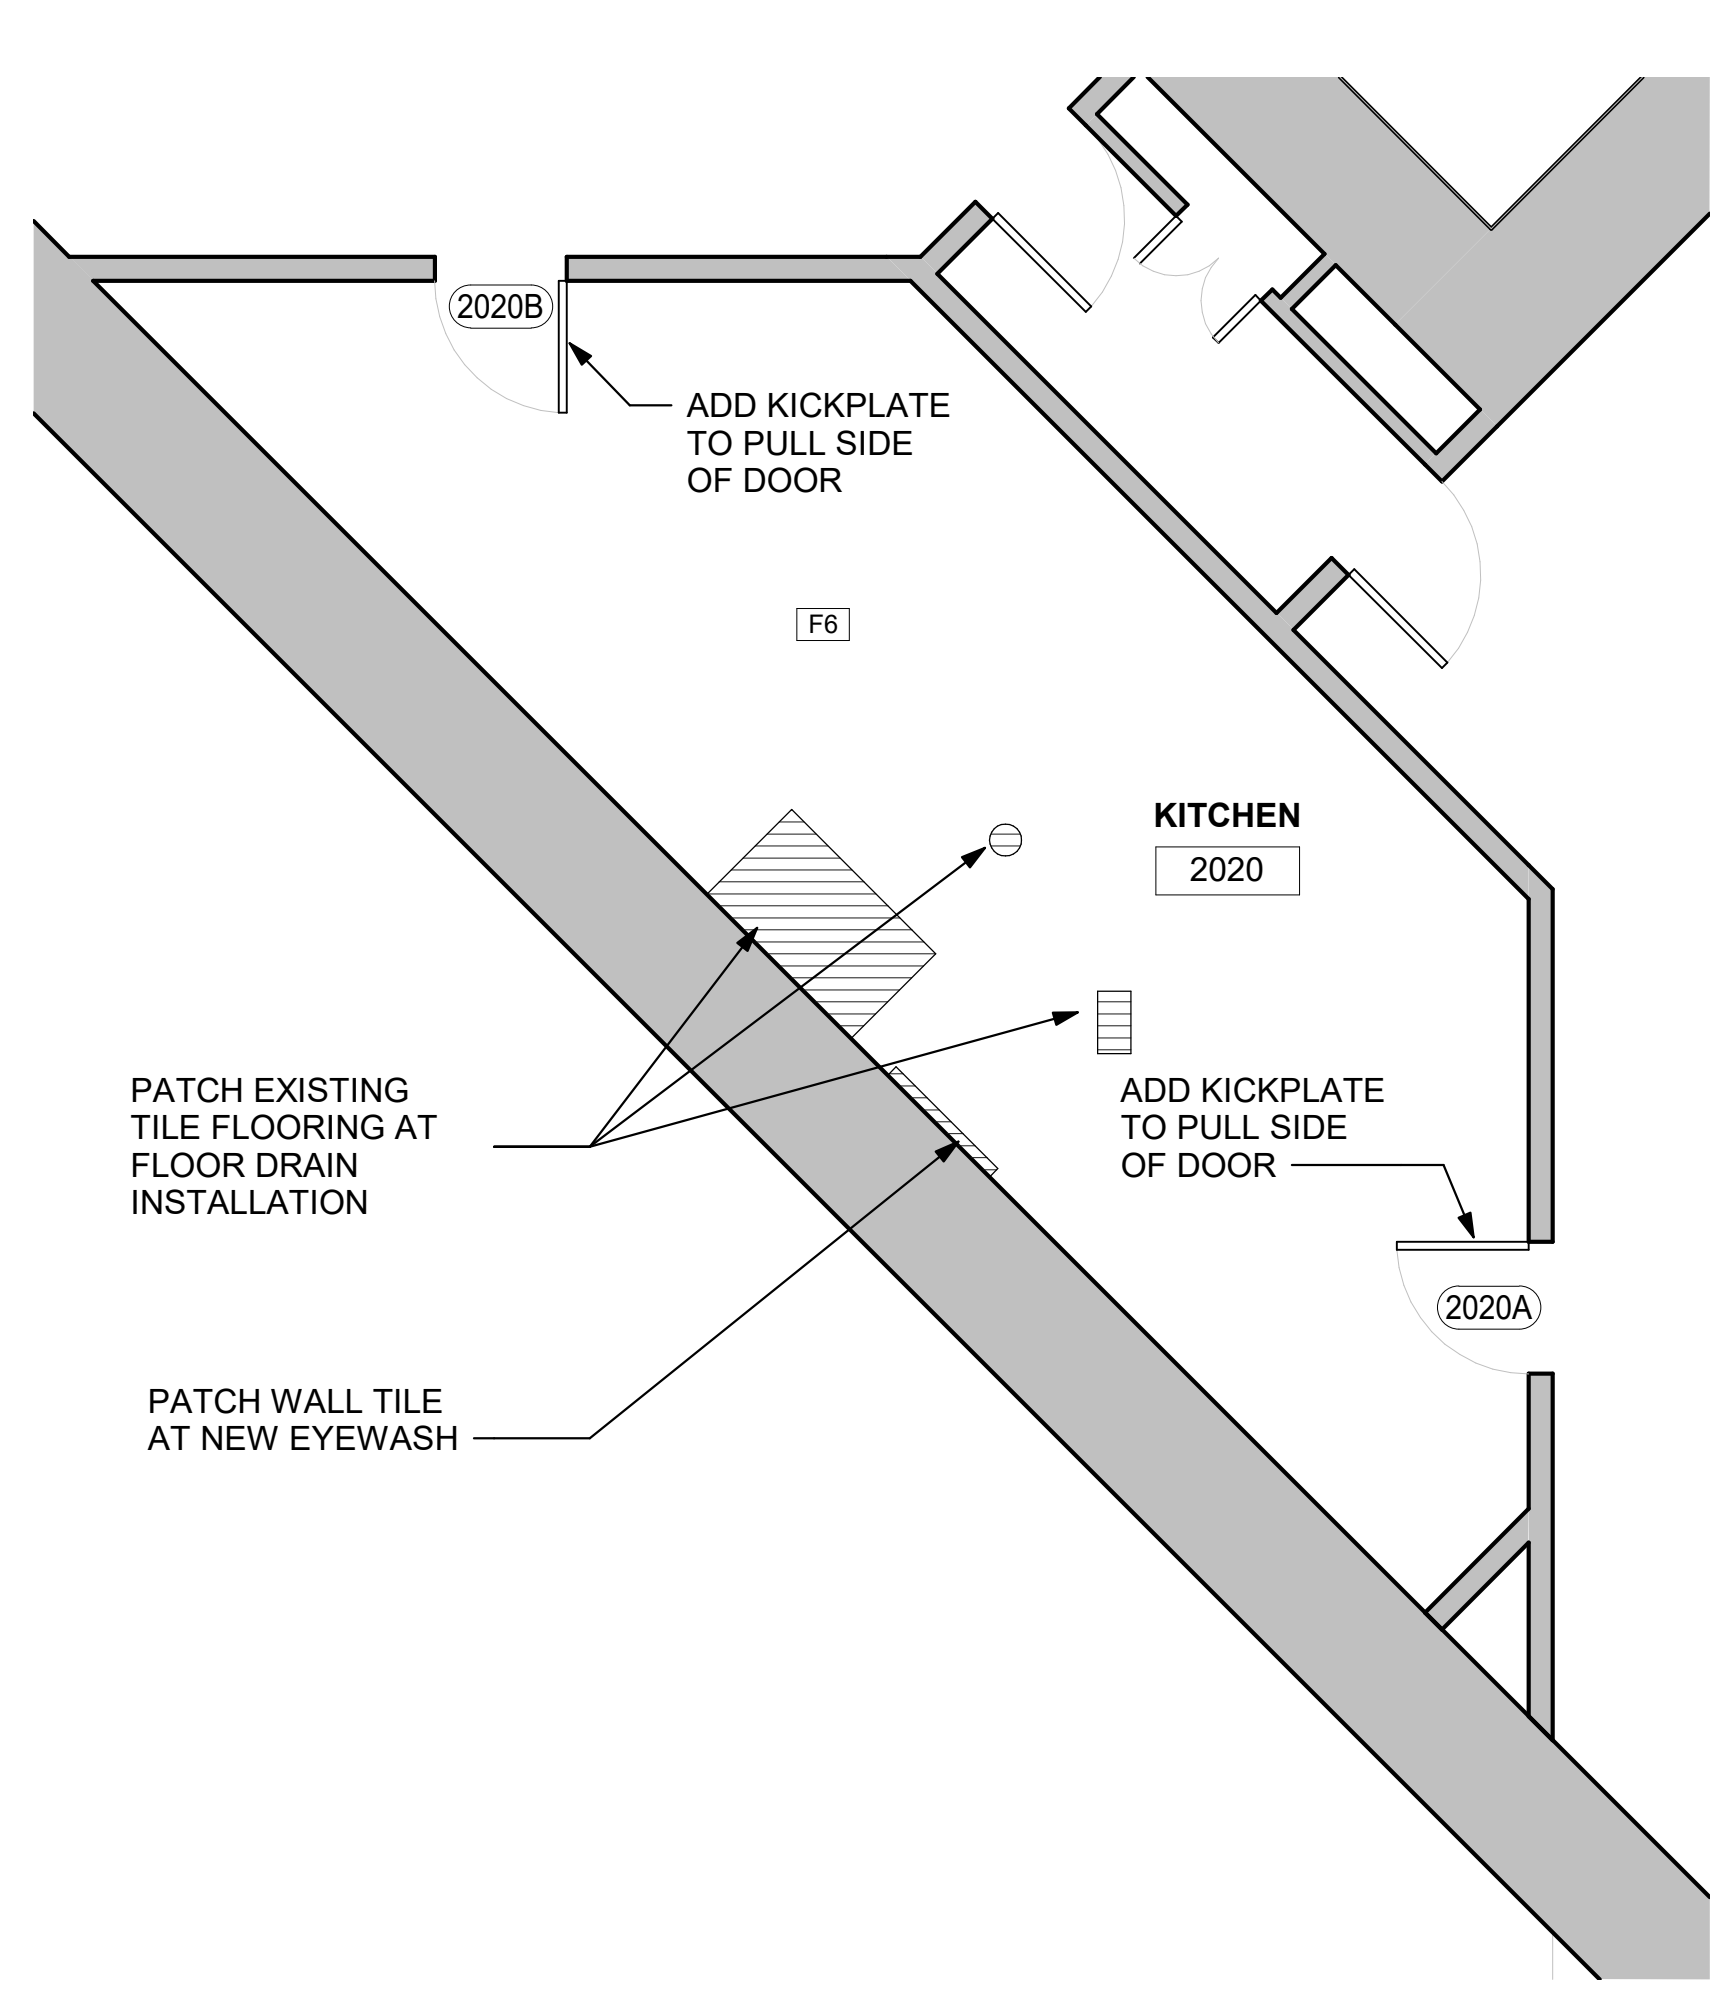 2020B
ADD KICKPLATE
TO PULL SIDE
OF DOOR
F6
KITCHEN
2020
PATCH EXISTING
TILE FLOORING AT
FLOOR DRAIN
INSTALLATION
ADD KICKPLATE
TO PULL SIDE
OF DOOR
2020A
PATCH WALL TILE
AT NEW EYEWASH